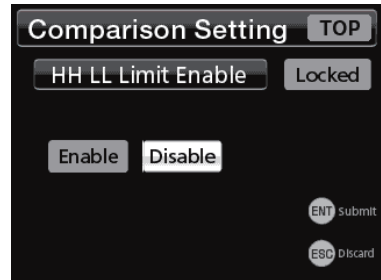 Comparison Setting TOP
HH LL Limit Enable Locked
Enable Disable
ENT Submit
ESC Discard